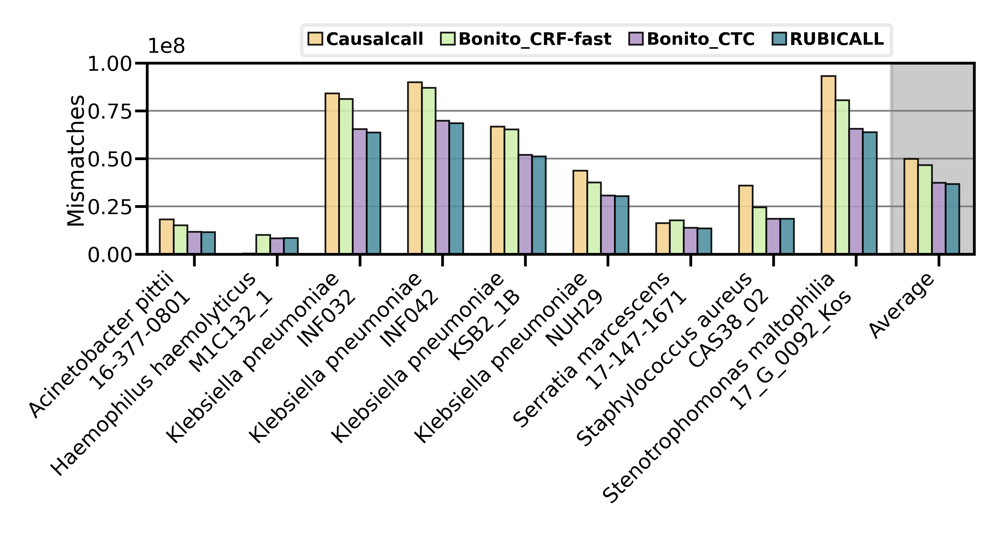 Causalcall Bonito_CRF-fast Bonito_CTC RUBICALL
1e8
1.00
0.75
0.50
0.25
0.00
Mismatches
Acinetobacter pittii
16-377-0801
Haemophilus haemolyticus
M1C132_1
Klebsiella pneumoniae
INF032
Klebsiella pneumoniae
INF042
Klebsiella pneumoniae
KSB2_1B
Klebsiella pneumoniae
NUH29
Serratia marcescens
17-147-1671
Staphylococcus aureus
CAS38_02
Stenotrophomonas maltophilia
17_G_0092_Kos
Average